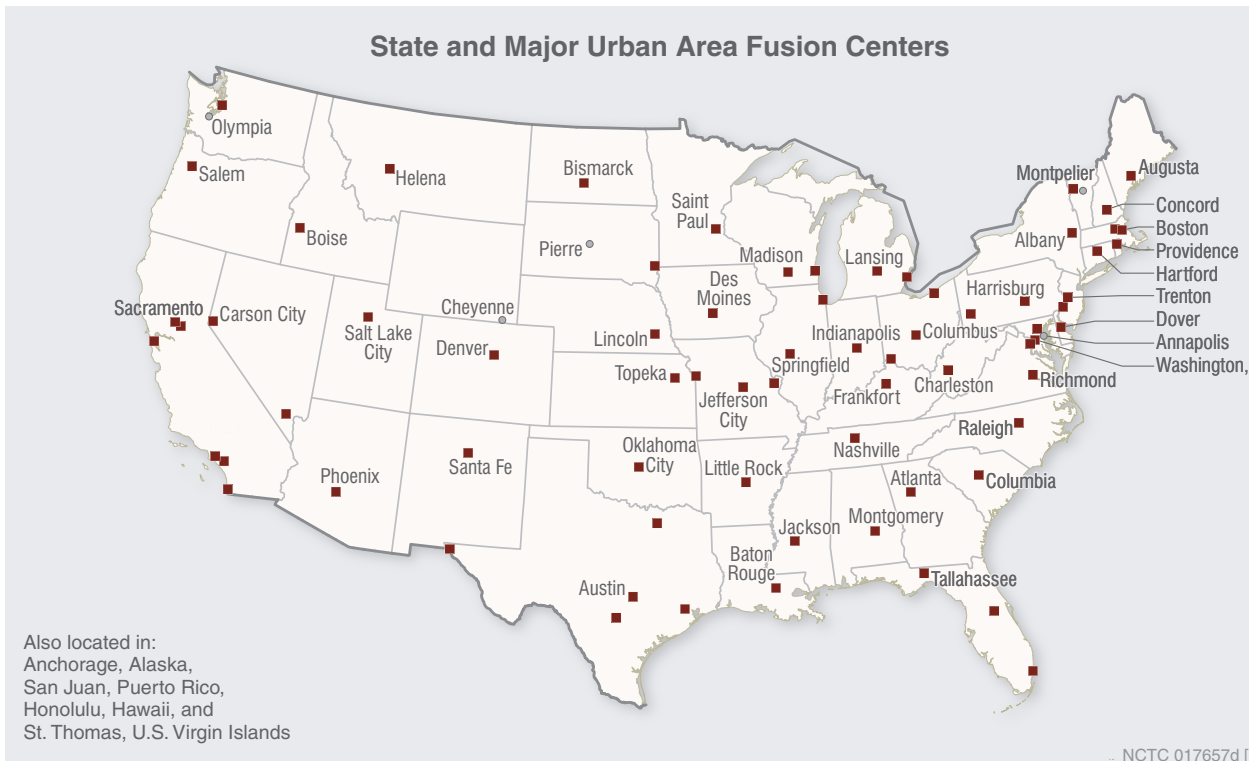 State and Major Urban Area Fusion Centers
Olympia
Salem
Helena
Boise
Bismarck
Pierre
Saint
Paul
Madison
Lansing
Montpelier
Augusta
Concord
Boston
Albany
Providence
Hartford
Harrisburg
Trenton
Dover
Annapolis
Washington,
Sacramento
Carson City
Salt Lake
City
Cheyenne
Denver
Des
Moines
Lincoln
Topeka
Jefferson
City
Springfield
Indianapolis
Columbus
Frankfort
Charleston
Richmond
Raleigh
Nashville
Phoenix
Santa Fe
Oklahoma
City
Little Rock
Atlanta
Columbia
Montgomery
Jackson
Baton
Rouge
Austin
Tallahassee
Also located in:
Anchorage, Alaska,
San Juan, Puerto Rico,
Honolulu, Hawaii, and
St. Thomas, U.S. Virgin Islands
NCTC 017657d [